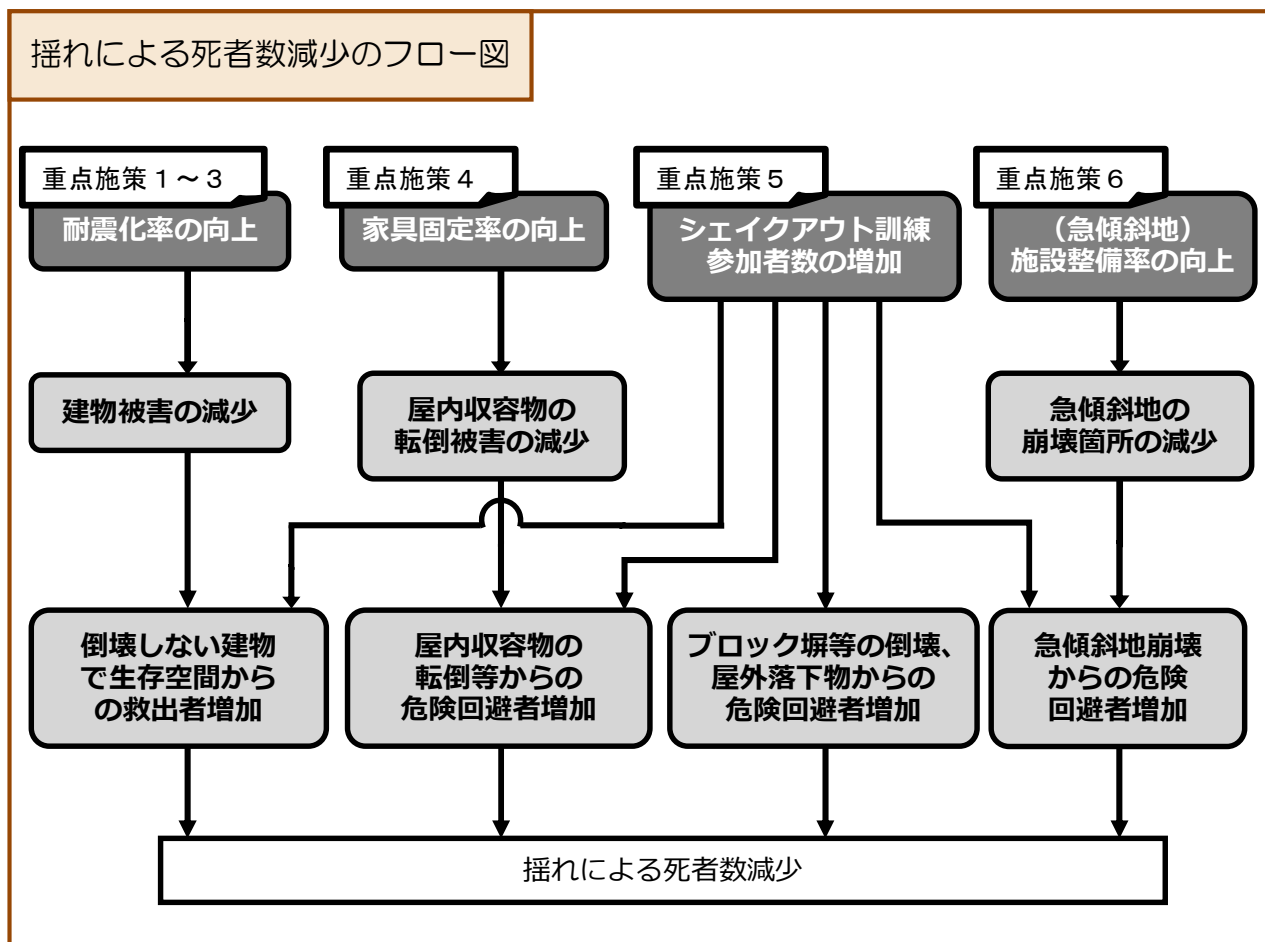 揺れによる死者数減少のフロー図
重点施策1～3
耐震化率の向上
重点施策4
家具固定率の向上
重点施策5
シェイクアウト訓練
参加者数の増加
重点施策6
（急傾斜地）
施設整備率の向上
建物被害の減少
屋内収容物の
転倒被害の減少
急傾斜地の
崩壊箇所の減少
倒壊しない建物
で生存空間から
の救出者増加
屋内収容物の
転倒等からの
危険回避者増加
ブロック塀等の倒壊、
屋外落下物からの
危険回避者増加
急傾斜地崩壊
からの危険
回避者増加
揺れによる死者数減少